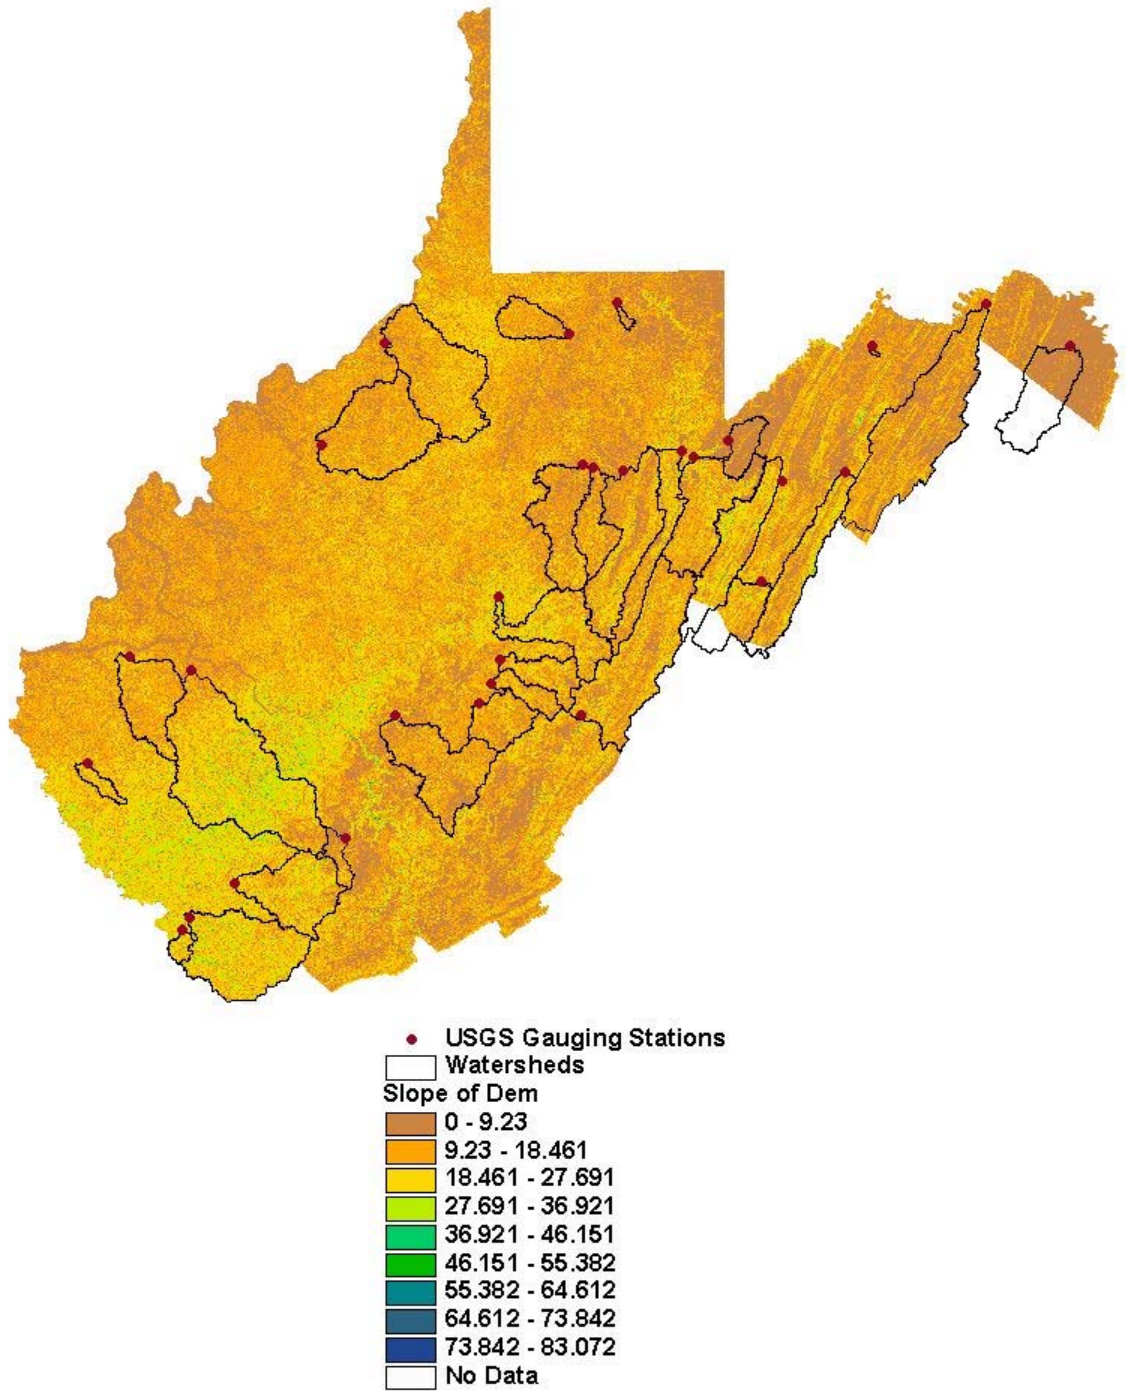 USGS Gauging Stations
Watersheds
Slope of Dem
0 - 9.23
9.23 - 18.461
18.461 - 27.691
27.691 - 36.921
36.921 - 46.151
46.151 - 55.382
55.382 - 64.612
64.612 - 73.842
73.842 - 83.072
No Data